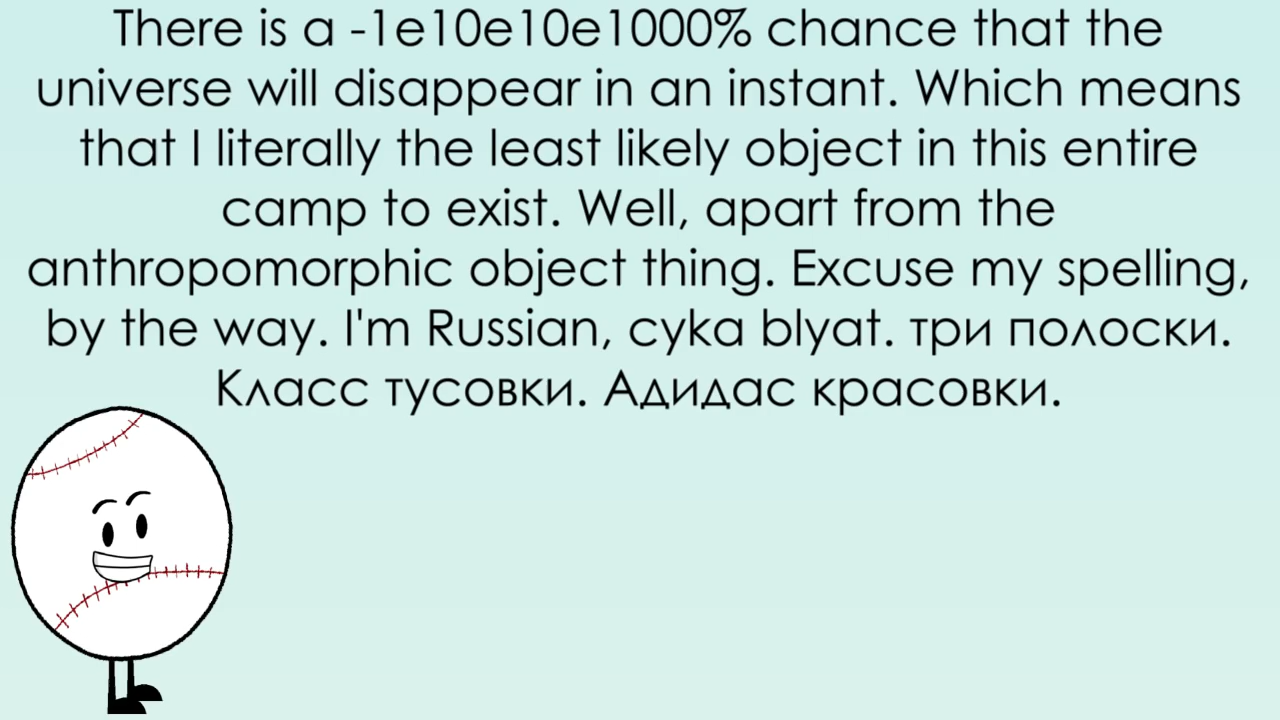 There is a -1e10e10e1000% chance that the
universe will disappear in an instant. Which means
that I literally the least likely object in this entire
camp to exist. Well, apart from the
anthropomorphic object thing. Excuse my spelling,
by the way. I'm Russian, cyka blyat. три полоски.
Класс тусовки. Адидас красовки.